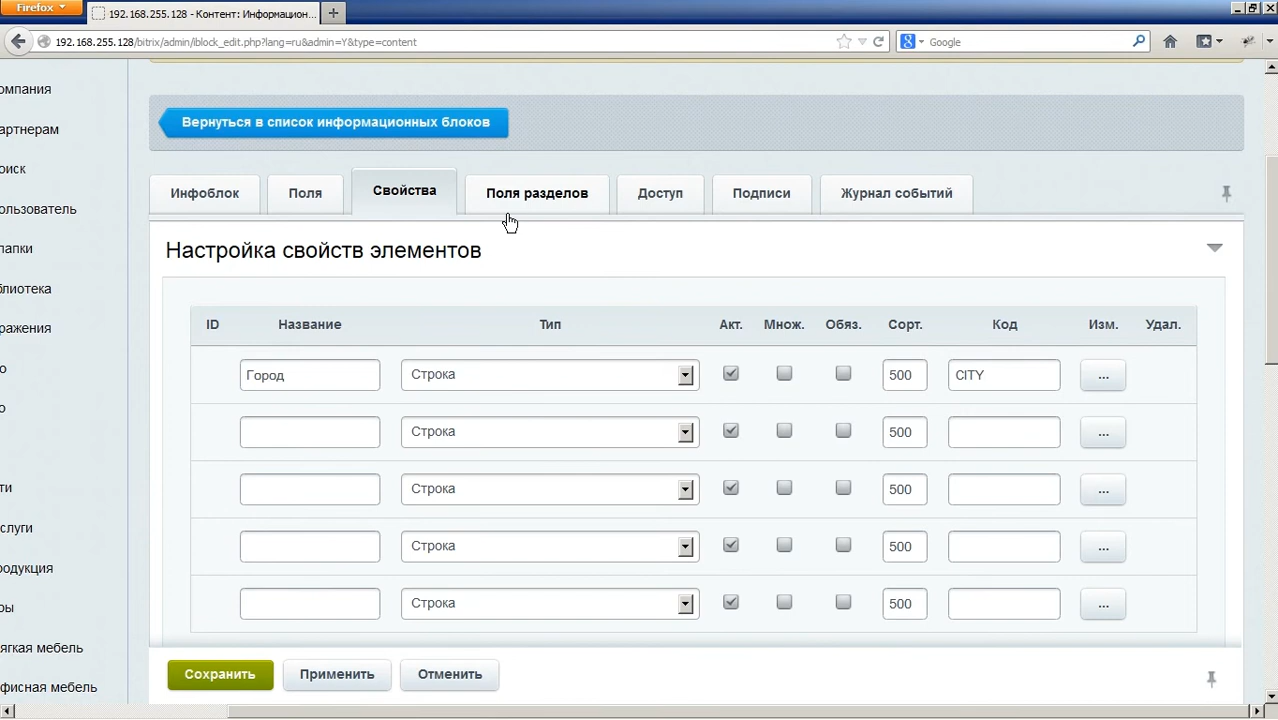 Firefox
192.168.255.128 - Контент: Информацион...
192.168.255.128/bitrix/admin/iblock_edit.php?lang=ru&admin=Y&type=content
Google
омпания
артнерам
оиск
ользователь
апки
блиотека
ражения
о
о
ти
слуги
одукция
ры
ягкая мебель
фисная мебель
Вернуться в список информационных блоков
Инфоблок Поля Свойства Поля разделов Доступ Подписи Журнал событий
Настройка свойств элементов
ID Название Тип Акт. Множ. Обяз. Сорт. Код Изм. Удал.
Город Строка 500 CITY ...
Строка 500 ...
Строка 500 ...
Строка 500 ...
Строка 500 ...
Сохранить Применить Отменить